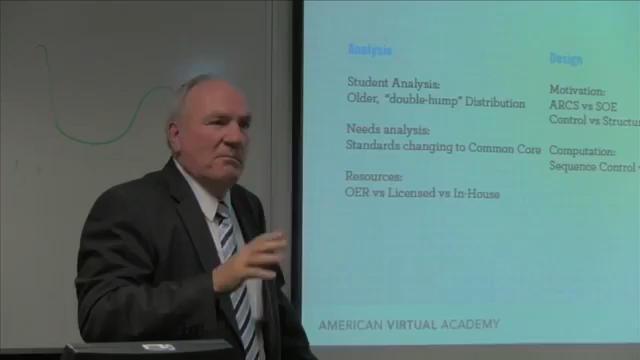 Analysis
Student Analysis:
Older, "double-hump" Distribution
Needs analysis:
Standards changing to Common Core
Resources:
OER vs Licensed vs In-House
Design
Motivation:
ARCS vs SOE
Control vs Structu
Computation:
Sequence Control
AMERICAN VIRTUAL ACADEMY